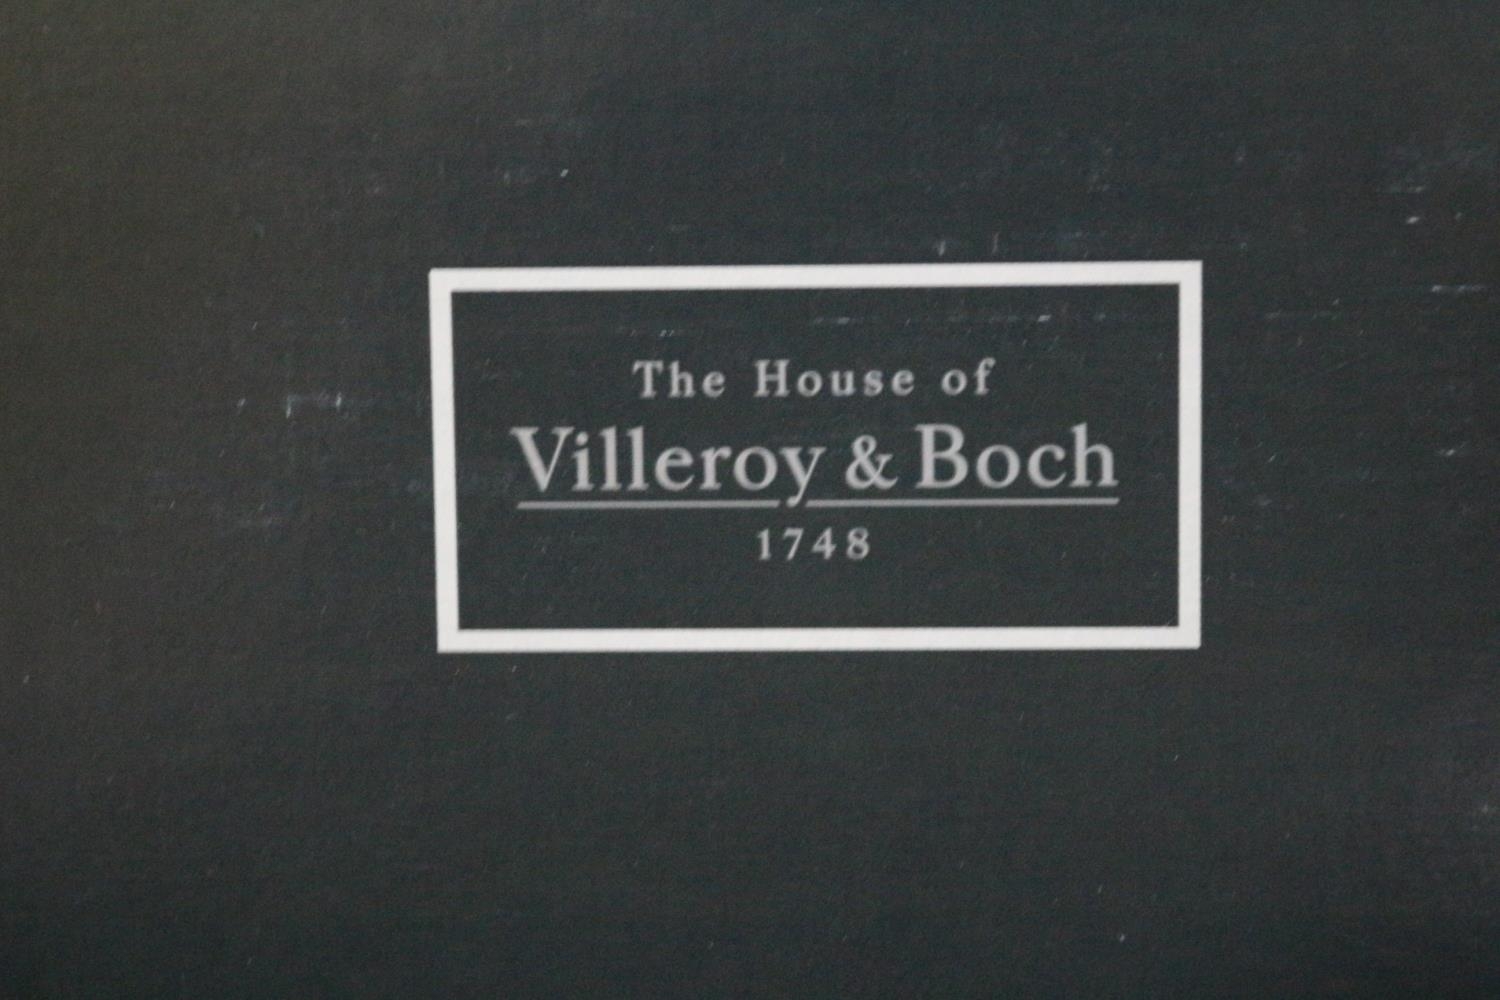 The House of
Villeroy & Boch
1748